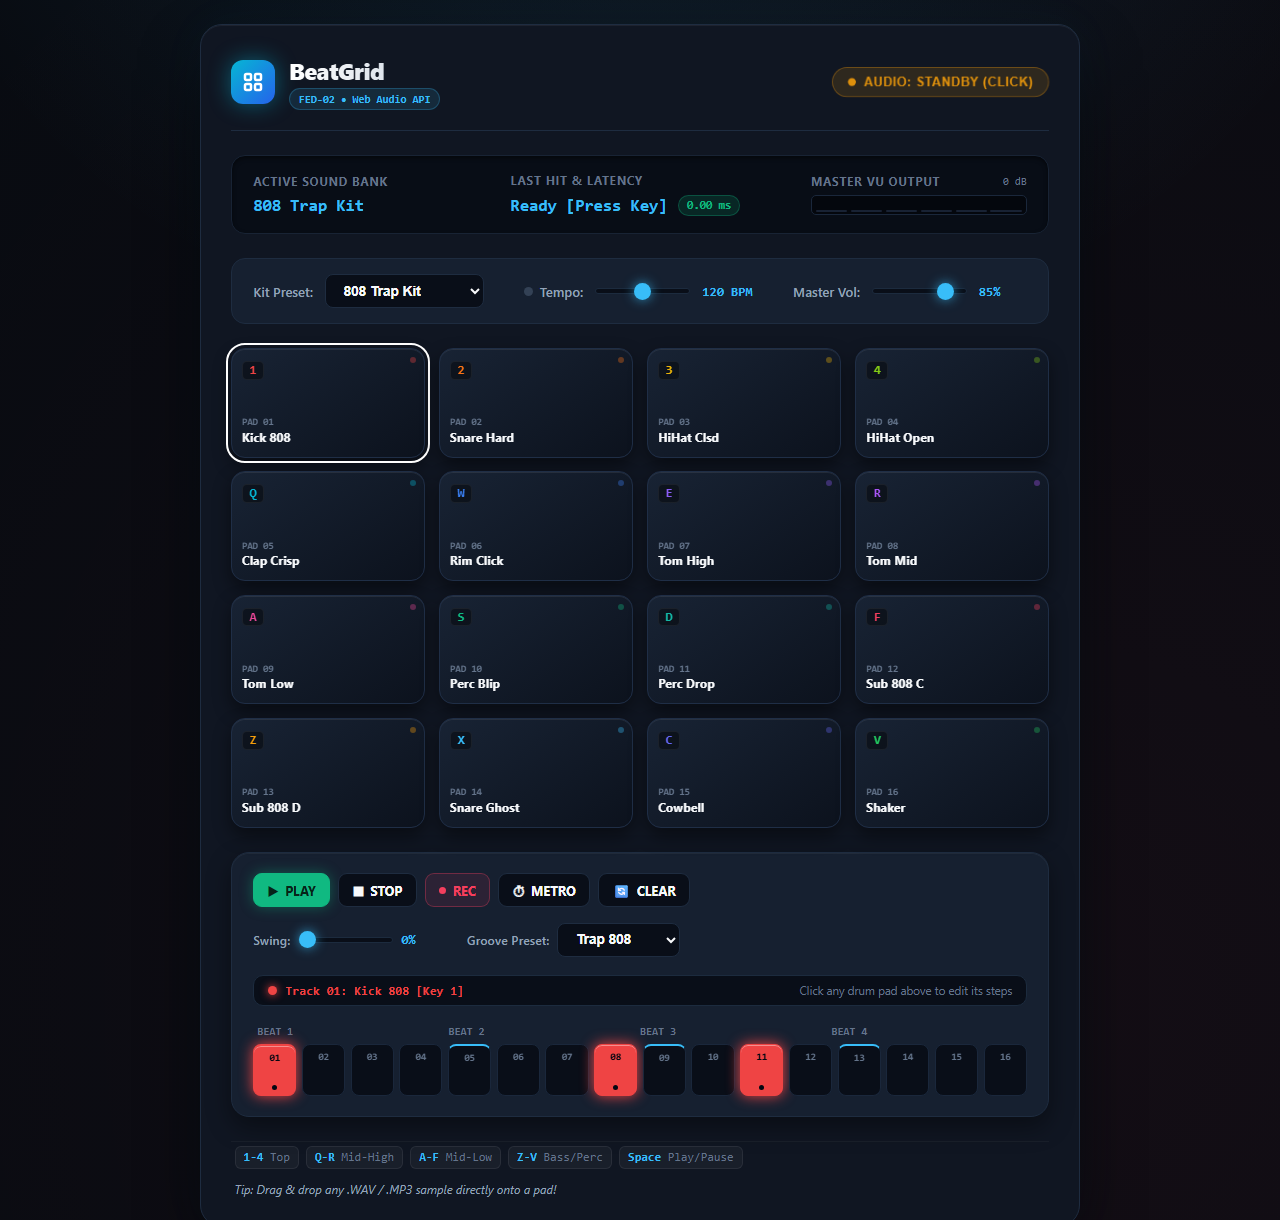 BeatGrid
FED-02 • Web Audio API
AUDIO: STANDBY (CLICK)
ACTIVE SOUND BANK
808 Trap Kit
LAST HIT & LATENCY
Ready [Press Key] 0.00 ms
MASTER VU OUTPUT 0 dB
Kit Preset: 808 Trap Kit Tempo: 120 BPM Master Vol: 85%
1
PAD 01
Kick 808
2
PAD 02
Snare Hard
3
PAD 03
HiHat Clsd
4
PAD 04
HiHat Open
Q
PAD 05
Clap Crisp
W
PAD 06
Rim Click
E
PAD 07
Tom High
R
PAD 08
Tom Mid
A
PAD 09
Tom Low
S
PAD 10
Perc Blip
D
PAD 11
Perc Drop
F
PAD 12
Sub 808 C
Z
PAD 13
Sub 808 D
X
PAD 14
Snare Ghost
C
PAD 15
Cowbell
V
PAD 16
Shaker
PLAY STOP REC METRO CLEAR
Swing: 0% Groove Preset: Trap 808
Track 01: Kick 808 [Key 1] Click any drum pad above to edit its steps
BEAT 1 BEAT 2 BEAT 3 BEAT 4
01 02 03 04 05 06 07 08 09 10 11 12 13 14 15 16
1-4 Top Q-R Mid-High A-F Mid-Low Z-V Bass/Perc Space Play/Pause
Tip: Drag & drop any .WAV / .MP3 sample directly onto a pad!